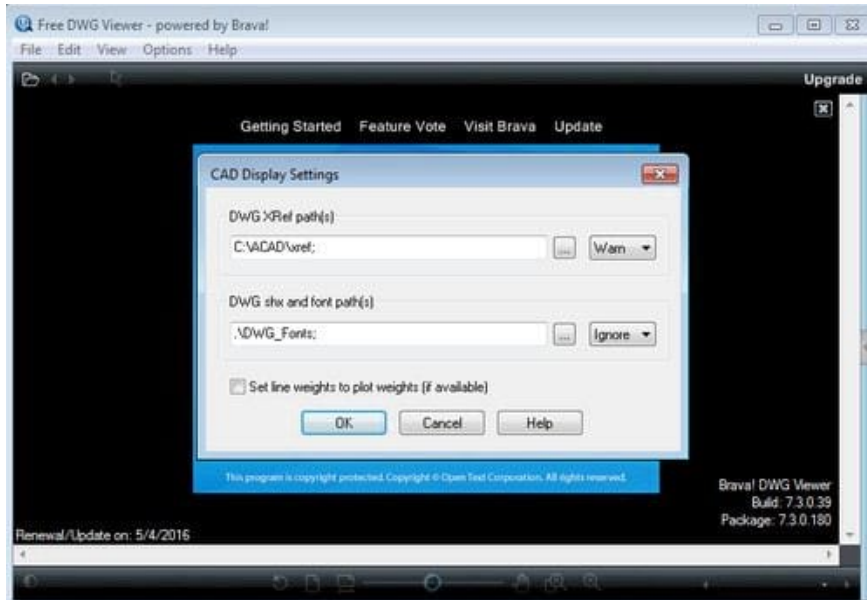 Free DWG Viewer - powered by Brava!
File Edit View Options Help
Upgrade
Getting Started Feature Vote Visit Brava Update
CAD Display Settings
DWG XRef path(s)
C:\ACAD\xref; ... Warn
DWG shx and font path(s)
.\DWG_Fonts; ... Ignore
Set line weights to plot weights (if available)
OK Cancel Help
This program is copyright protected. Copyright © Open Text Corporation. All rights reserved.
Brava! DWG Viewer
Build: 7.3.0.39
Package: 7.3.0.180
Renewal/Update on: 5/4/2016